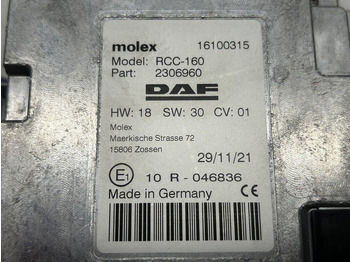 molex 16100315
Model: RCC-160
Part: 2306960
DAF
HW: 18 SW: 30 CV: 01
Molex
Maerkische Strasse 72
15806 Zossen
29/11/21
E1 10 R - 046836
Made in Germany CE